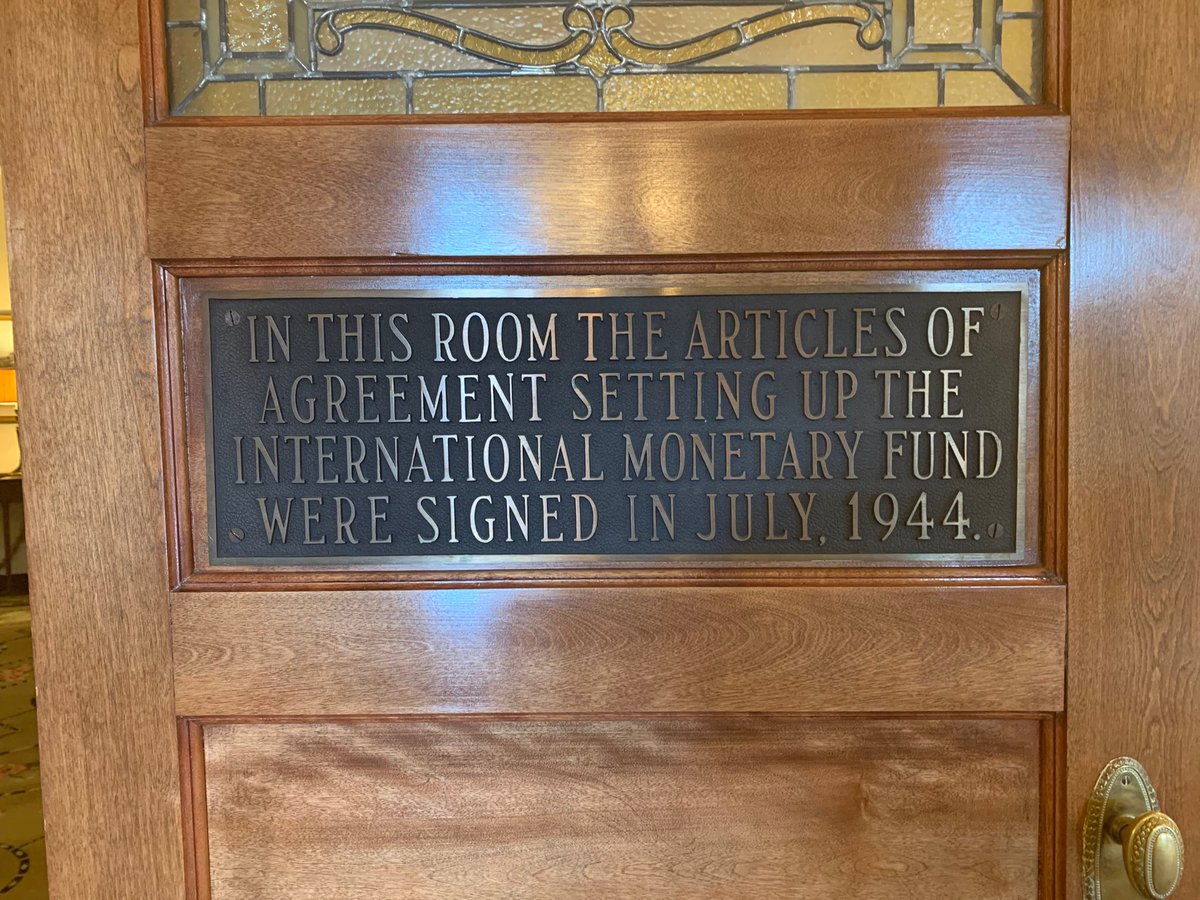 IN THIS ROOM THE ARTICLES OF
AGREEMENT SETTING UP THE
INTERNATIONAL MONETARY FUND
WERE SIGNED IN JULY, 1944.